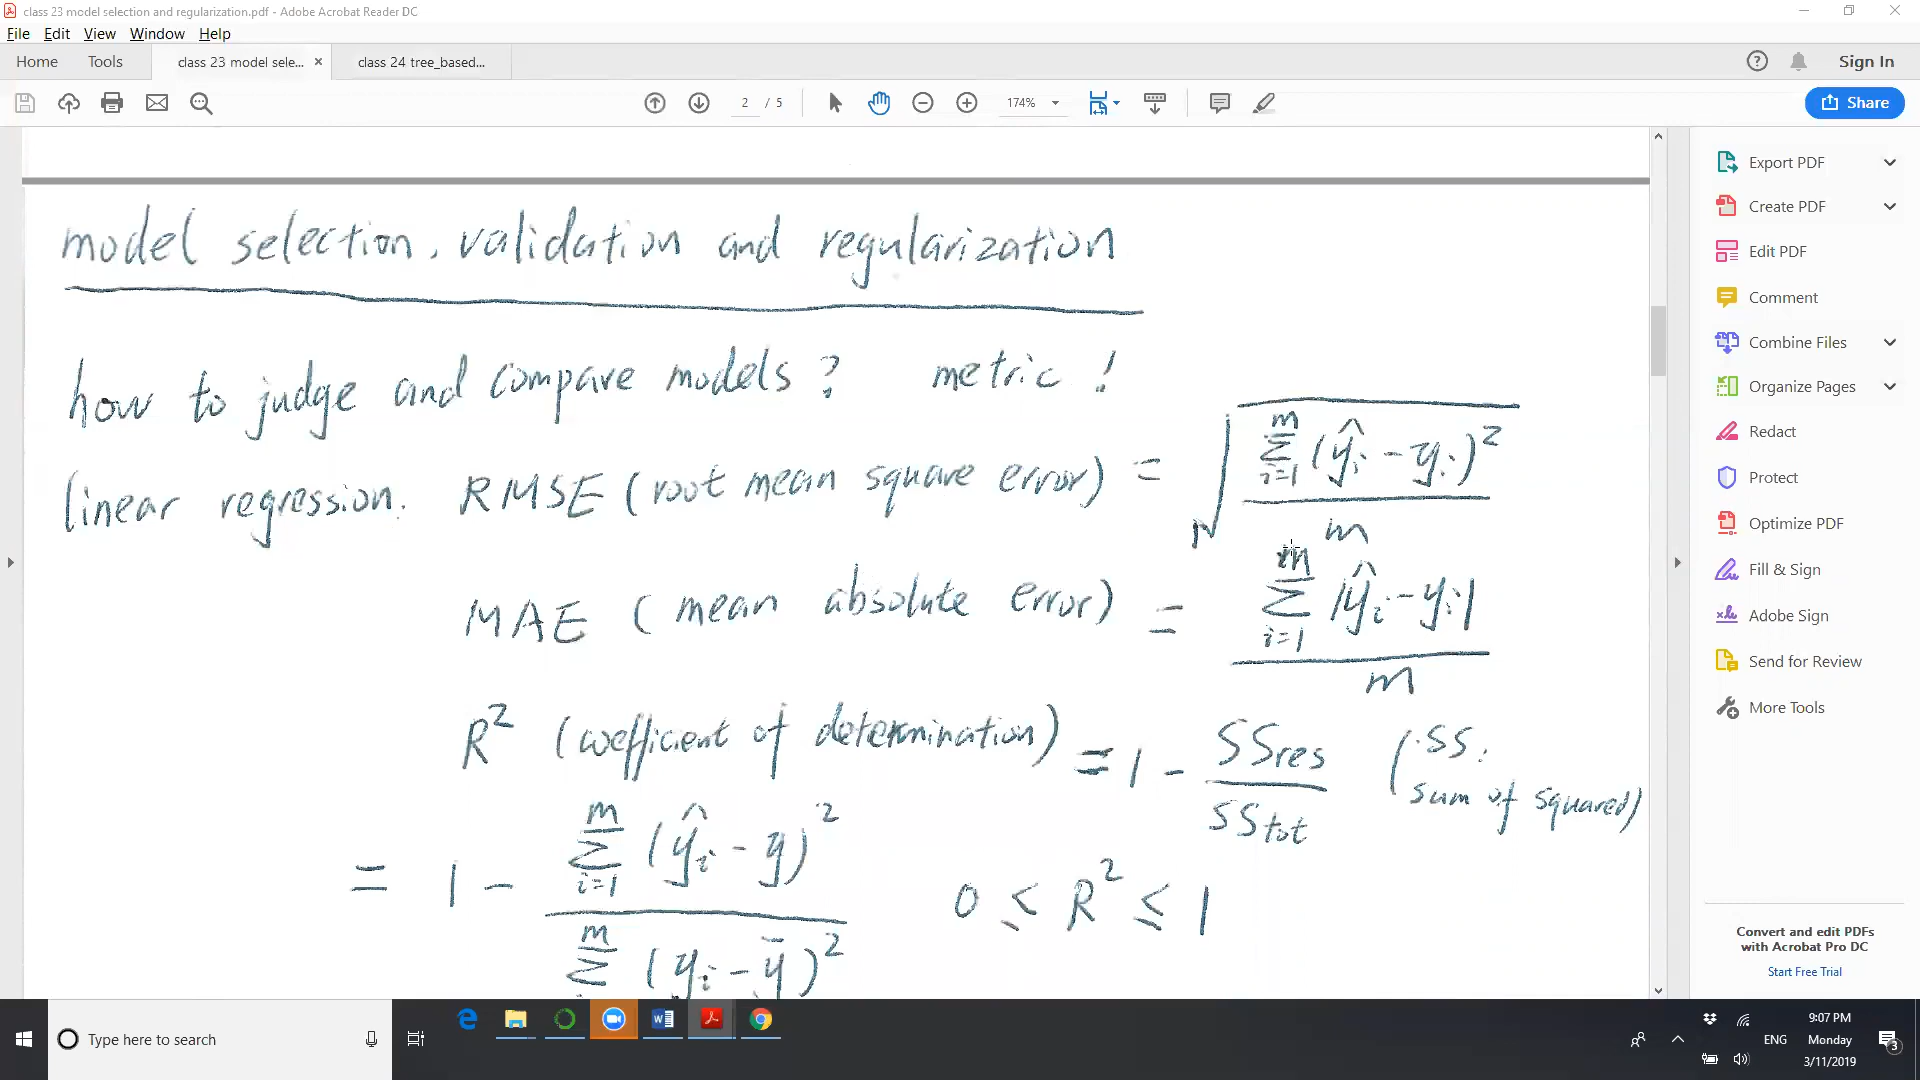 class 23 model selection and regularization.pdf - Adobe Acrobat Reader DC
File Edit View Window Help
Home Tools class 23 model sele... × class 24 tree_based... Sign In
2 / 5 174% Share
model selection, validation and regularization
how to judge and compare models? metric!
linear regression. RMSE (root mean square error) = √(∑_{i=1}^{m} (ŷ_i - y_i)² / m)
MAE (mean absolute error) = ∑_{i=1}^{m} |ŷ_i - y_i| / m
R² (coefficient of determination) = 1 - SSres / SStot (SS: sum of squared)
= 1 - ∑_{i=1}^{m} (ŷ_i - y)² / ∑^{m} (y_i - ȳ)² 0 ≤ R² ≤ 1
Export PDF
Create PDF
Edit PDF
Comment
Combine Files
Organize Pages
Redact
Protect
Optimize PDF
Fill & Sign
Adobe Sign
Send for Review
More Tools
Convert and edit PDFs
with Acrobat Pro DC
Start Free Trial
Type here to search
ENG
9:07 PM
Monday
3/11/2019
3